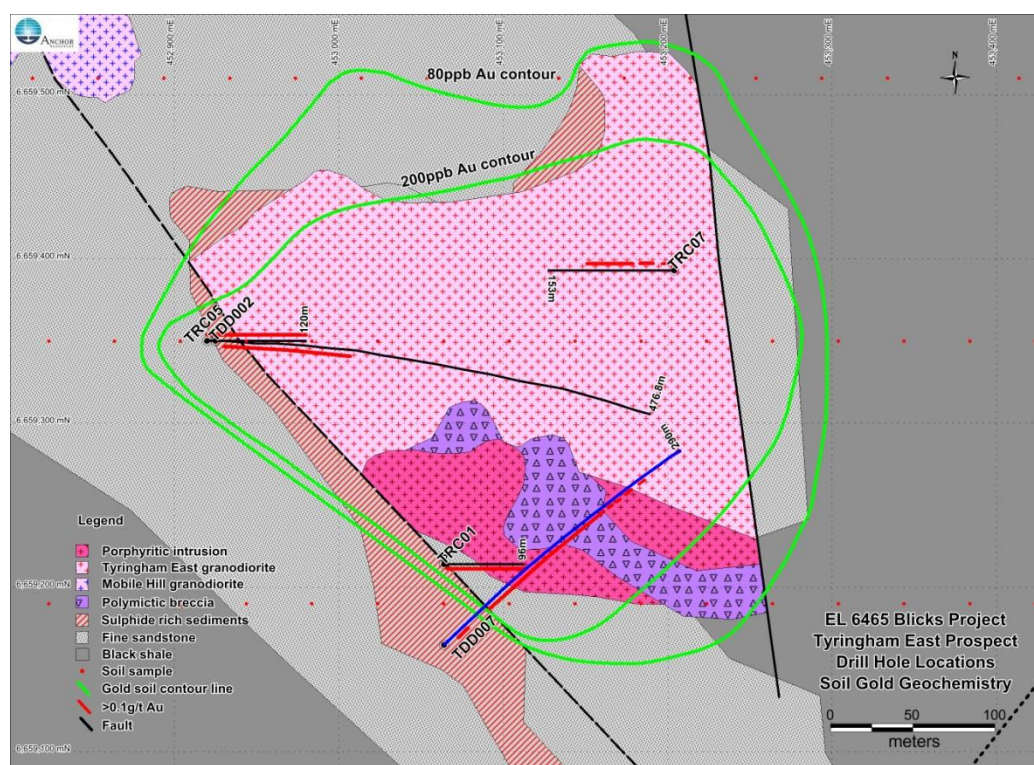 ANCHOR
RESOURCES
452,900 mE
453,000 mE
453,100 mE
453,200 mE
453,300 mE
453,400 mE
N
80ppb Au contour
6,659,500 mN
200ppb Au contour
6,659,400 mN
TRC07
153m
TRC05
TDD002
120m
476.8m
6,659,300 mN
290m
TRC01
96m
6,659,200 mN
TDD007
6,659,100 mN
Legend
Porphyritic intrusion
Tyringham East granodiorite
Mobile Hill granodiorite
Polymictic breccia
Sulphide rich sediments
Fine sandstone
Black shale
Soil sample
Gold soil contour line
>0.1g/t Au
Fault
EL 6465 Blicks Project
Tyringham East Prospect
Drill Hole Locations
Soil Gold Geochemistry
0 50 100
meters